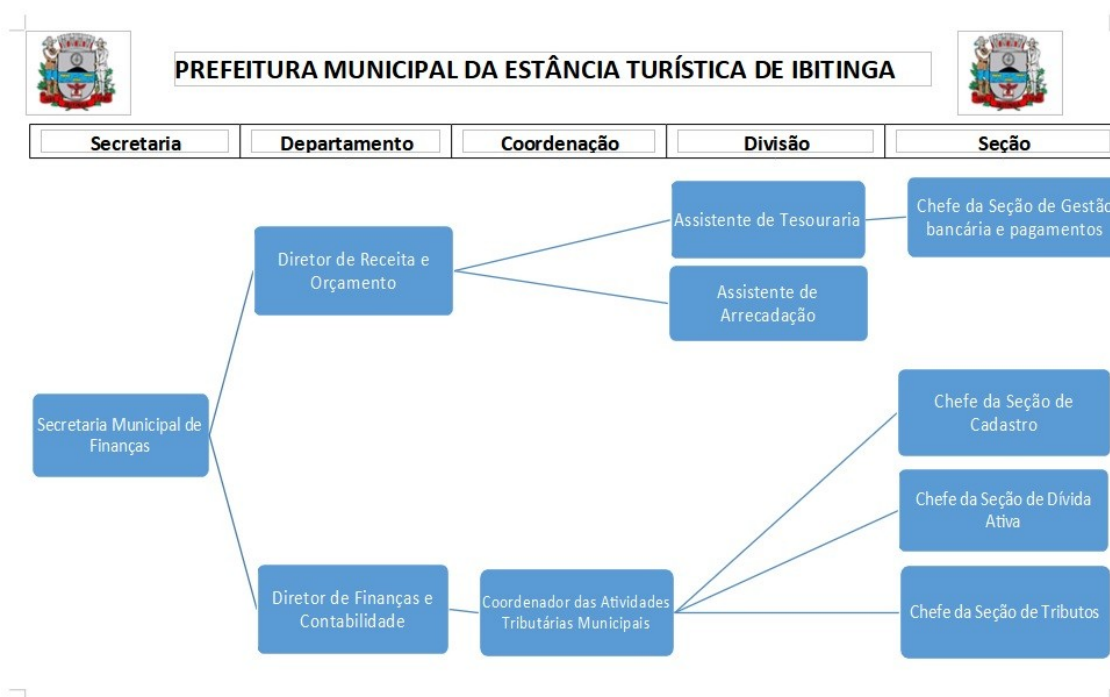 PREFEITURA MUNICIPAL DA ESTÂNCIA TURÍSTICA DE IBITINGA
Secretaria
Departamento
Coordenação
Divisão
Seção
Assistente de Tesouraria
Chefe da Seção de Gestão
bancária e pagamentos
Diretor de Receita e
Orçamento
Assistente de
Arrecadação
Secretaria Municipal de
Finanças
Chefe da Seção de
Cadastro
Chefe da Seção de Dívida
Ativa
Diretor de Finanças e
Contabilidade
Coordenador das Atividades
Tributárias Municipais
Chefe da Seção de Tributos